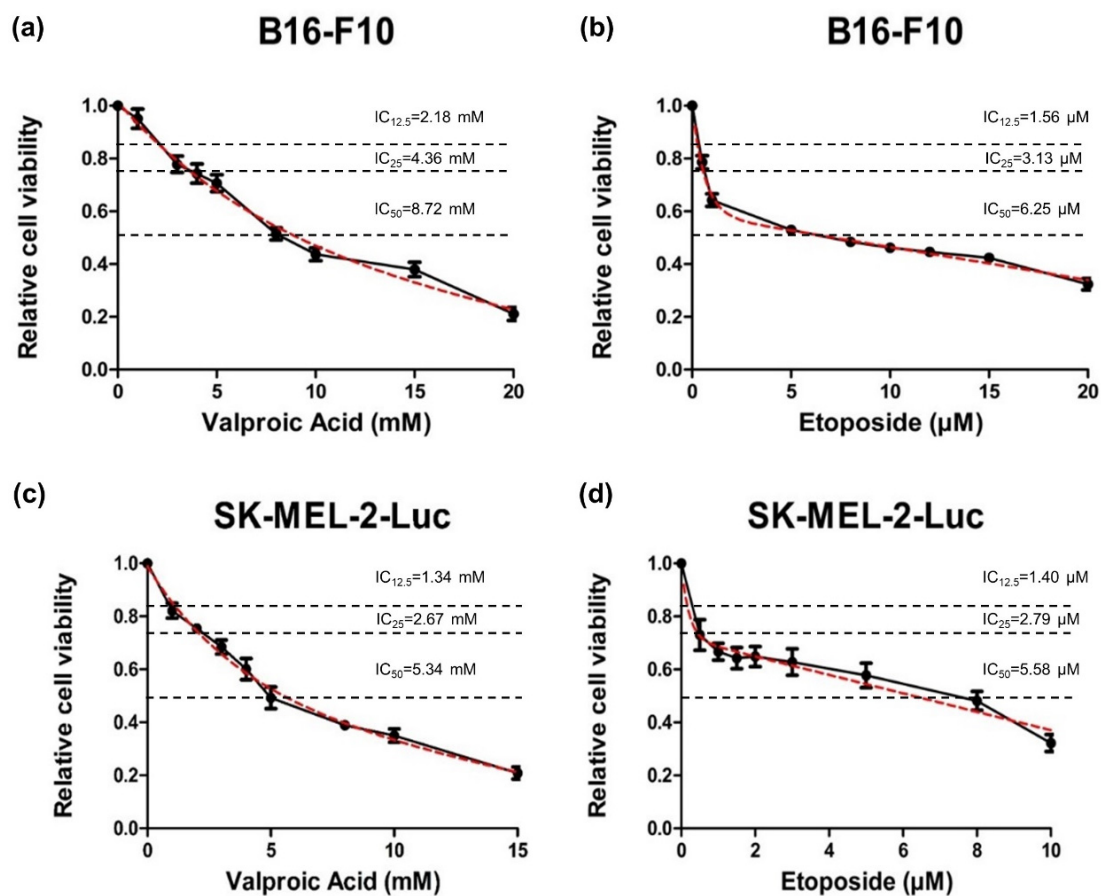 (a)
B16-F10
Relative cell viability
1.0
0.8
0.6
0.4
0.2
0.0
IC₁₂.₅=2.18 mM
IC₂₅=4.36 mM
IC₅₀=8.72 mM
0 5 10 15 20
Valproic Acid (mM)
(b)
B16-F10
Relative cell viability
1.0
0.8
0.6
0.4
0.2
0.0
IC₁₂.₅=1.56 µM
IC₂₅=3.13 µM
IC₅₀=6.25 µM
0 5 10 15 20
Etoposide (µM)
(c)
SK-MEL-2-Luc
Relative cell viability
1.0
0.8
0.6
0.4
0.2
0.0
IC₁₂.₅=1.34 mM
IC₂₅=2.67 mM
IC₅₀=5.34 mM
0 5 10 15
Valproic Acid (mM)
(d)
SK-MEL-2-Luc
Relative cell viability
1.0
0.8
0.6
0.4
0.2
0.0
IC₁₂.₅=1.40 µM
IC₂₅=2.79 µM
IC₅₀=5.58 µM
0 2 4 6 8 10
Etoposide (µM)